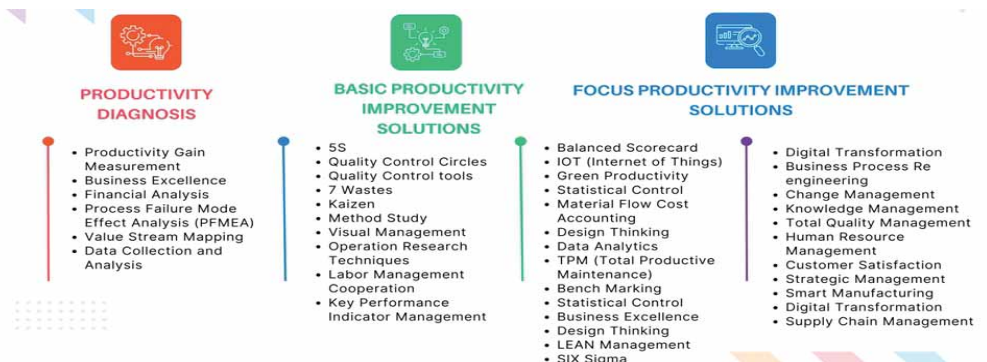 PRODUCTIVITY
DIAGNOSIS
• Productivity Gain
Measurement
• Business Excellence
• Financial Analysis
• Process Failure Mode
Effect Analysis (PFMEA)
• Value Stream Mapping
• Data Collection and
Analysis
BASIC PRODUCTIVITY
IMPROVEMENT
SOLUTIONS
• 5S
• Quality Control Circles
• Quality Control tools
• 7 Wastes
• Kaizen
• Method Study
• Visual Management
• Operation Research
Techniques
• Labor Management
Cooperation
• Key Performance
Indicator Management
FOCUS PRODUCTIVITY IMPROVEMENT
SOLUTIONS
• Balanced Scorecard
• IOT (Internet of Things)
• Green Productivity
• Statistical Control
• Material Flow Cost
Accounting
• Design Thinking
• Data Analytics
• TPM (Total Productive
Maintenance)
• Bench Marking
• Statistical Control
• Business Excellence
• Design Thinking
• LEAN Management
• SIX Sigma
• Digital Transformation
• Business Process Re
engineering
• Change Management
• Knowledge Management
• Total Quality Management
• Human Resource
Management
• Customer Satisfaction
• Strategic Management
• Smart Manufacturing
• Digital Transformation
• Supply Chain Management